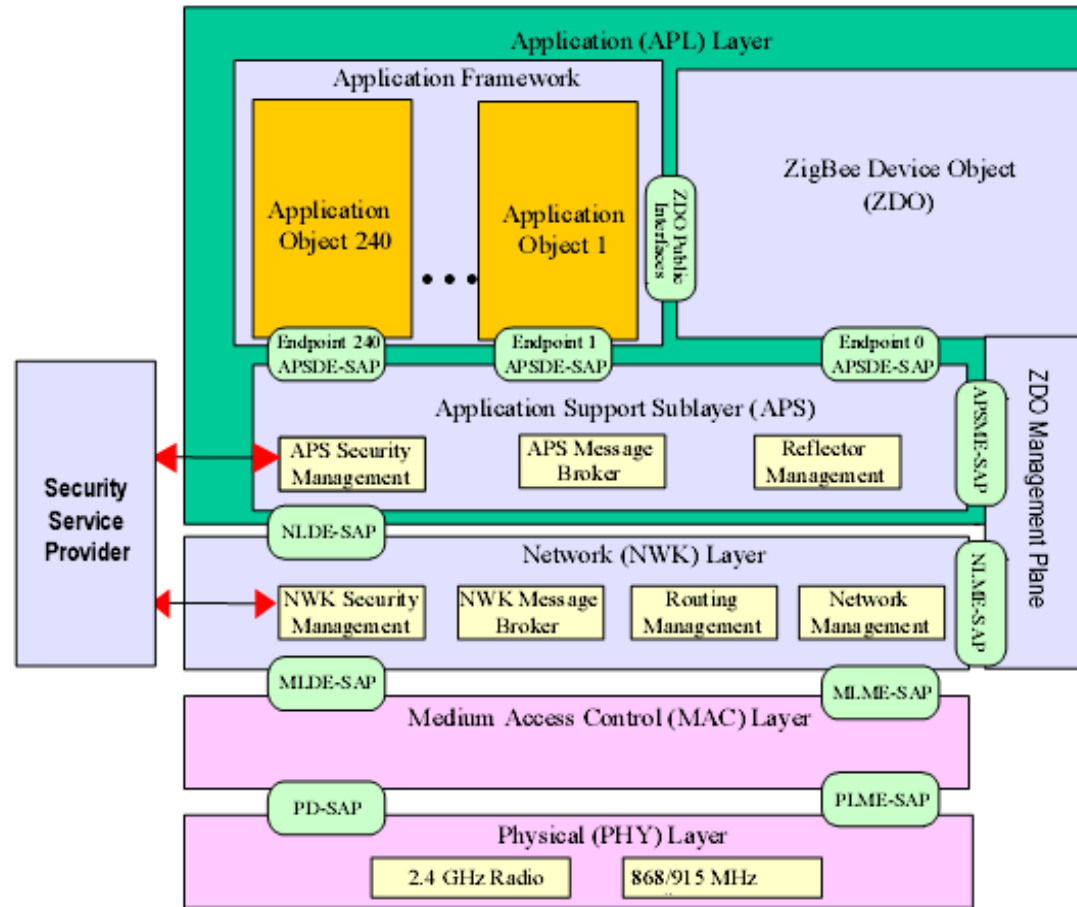 Application (APL) Layer
Application Framework
Application
Object 240
Application
Object 1
ZDO Public
Interfaces
ZigBee Device Object
(ZDO)
Endpoint 240
APSDE-SAP
Endpoint 1
APSDE-SAP
Endpoint 0
APSDE-SAP
Application Support Sublayer (APS)
APS Security
Management
APS Message
Broker
Reflector
Management
APSME-SAP
ZDO Management Plane
Security
Service
Provider
NLDE-SAP
Network (NWK) Layer
NWK Security
Management
NWK Message
Broker
Routing
Management
Network
Management
NLME-SAP
MLDE-SAP
MLME-SAP
Medium Access Control (MAC) Layer
PD-SAP
PLME-SAP
Physical (PHY) Layer
2.4 GHz Radio
868/915 MHz